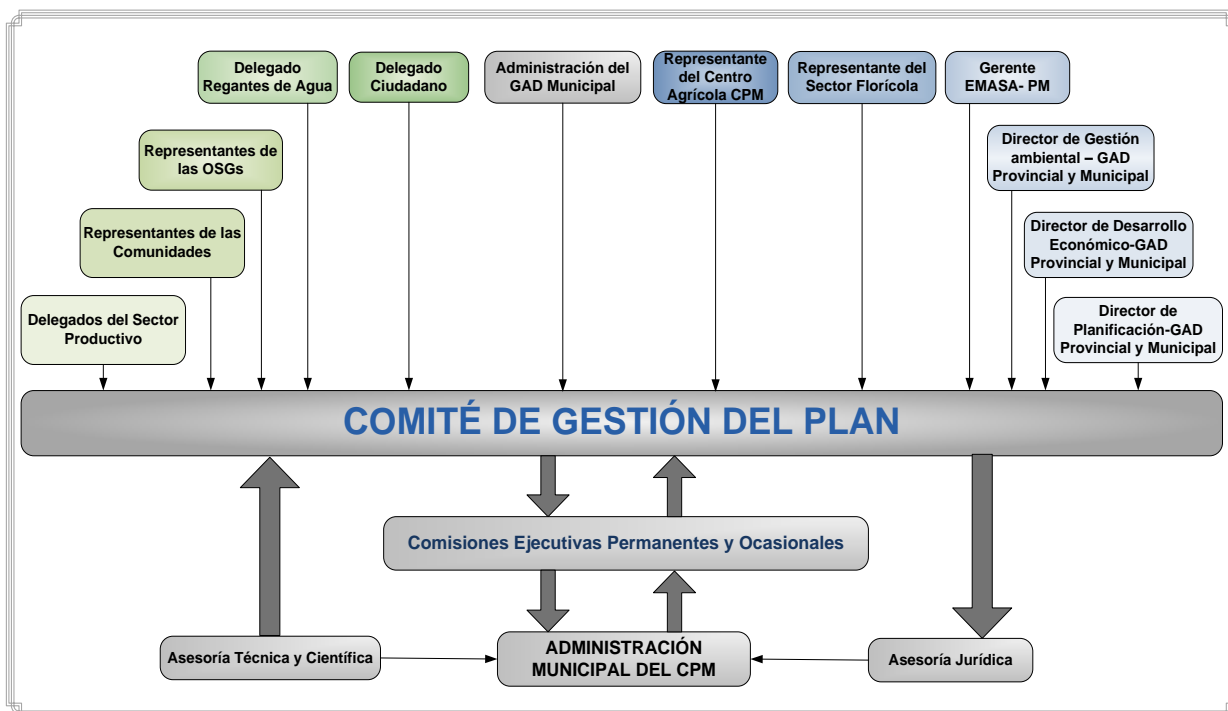 Delegado
Regantes de Agua
Delegado
Ciudadano
Administración del
GAD Municipal
Representante
del Centro
Agrícola CPM
Representante del
Sector Florícola
Gerente
EMASA- PM
Representantes de
las OSGs
Director de Gestión
ambiental – GAD
Provincial y Municipal
Representantes de las
Comunidades
Director de Desarrollo
Económico-GAD
Provincial y Municipal
Delegados del Sector
Productivo
Director de
Planificación-GAD
Provincial y Municipal
COMITÉ DE GESTIÓN DEL PLAN
Comisiones Ejecutivas Permanentes y Ocasionales
Asesoría Técnica y Científica
ADMINISTRACIÓN
MUNICIPAL DEL CPM
Asesoría Jurídica